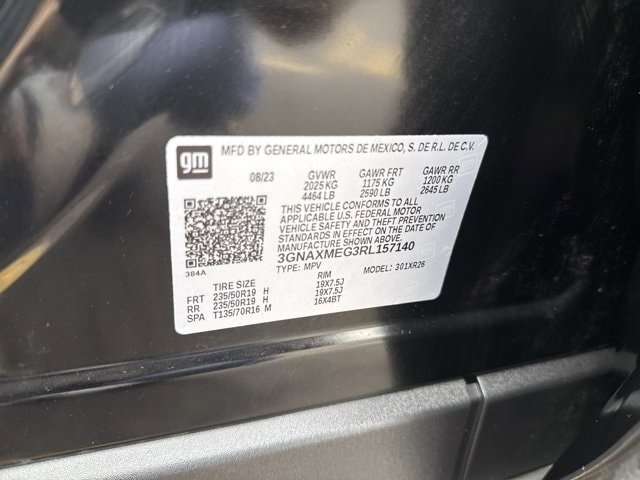 gm
MFD BY GENERAL MOTORS DE MEXICO, S. DE R.L. DE C.V.
08/23 GVWR GAWR FRT GAWR RR
2025 KG 1175 KG 1200 KG
4464 LB 2590 LB 2645 LB
THIS VEHICLE CONFORMS TO ALL
APPLICABLE U.S. FEDERAL MOTOR
VEHICLE SAFETY AND THEFT PREVENTION
STANDARDS IN EFFECT ON THE DATE OF
MANUFACTURE SHOWN ABOVE.
3GNAXMEG3RL157140
384A TYPE: MPV MODEL: 301XR26
TIRE SIZE RIM
FRT 235/50R19 H 19X7.5J
RR 235/50R19 H 19X7.5J
SPA T135/70R16 M 16X4BT